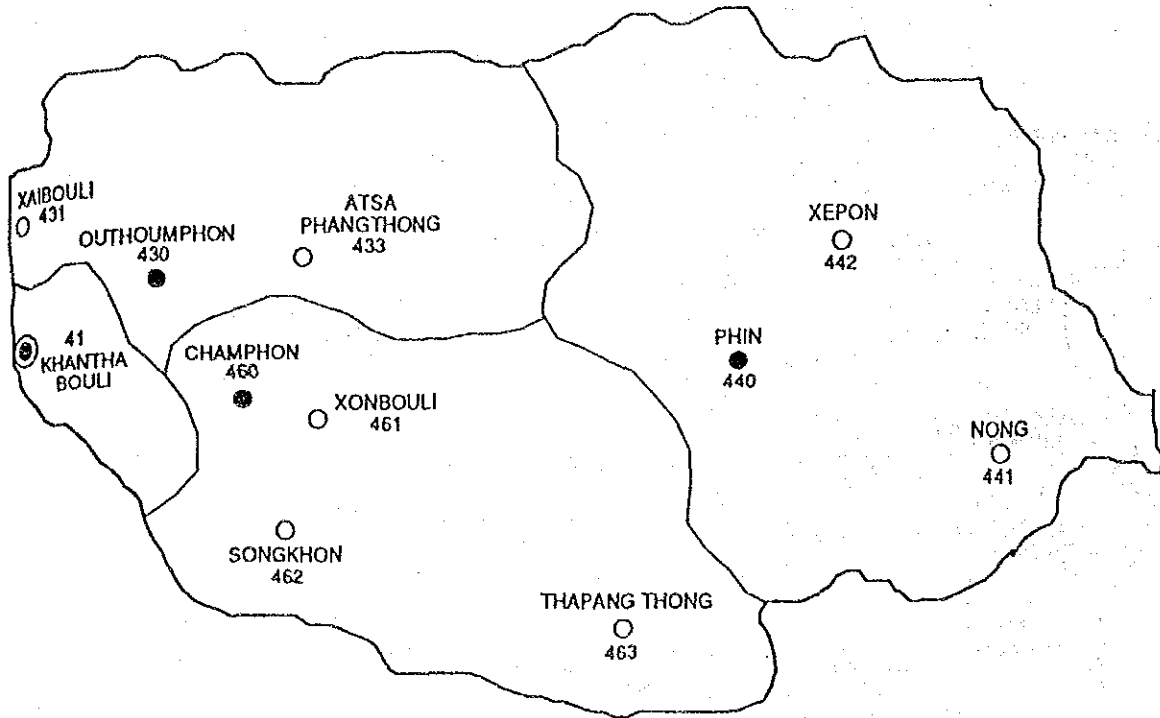 XAIBOULI
431
OUTHOUMPHON
430
ATSA
PHANGTHONG
433
XEPON
442
41
KHANTHA
BOULI
CHAMPHON
460
XONBOULI
461
PHIN
440
NONG
441
SONGKHON
462
THAPANG THONG
463